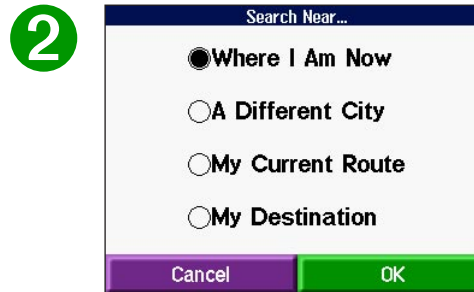 2
Search Near...
Where I Am Now
A Different City
My Current Route
My Destination
Cancel OK